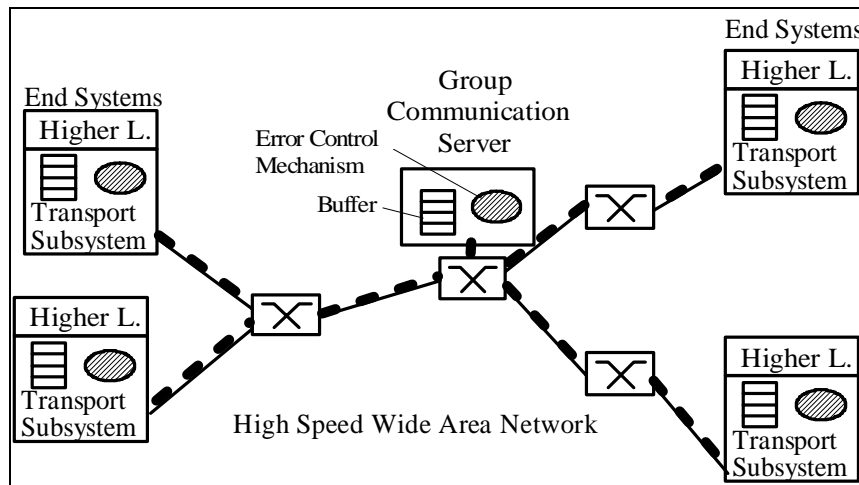 End Systems
Higher L.
Transport
Subsystem
Higher L.
Transport
Subsystem
Group
Communication
Server
Error Control
Mechanism
Buffer
High Speed Wide Area Network
End Systems
Higher L.
Transport
Subsystem
Higher L.
Transport
Subsystem